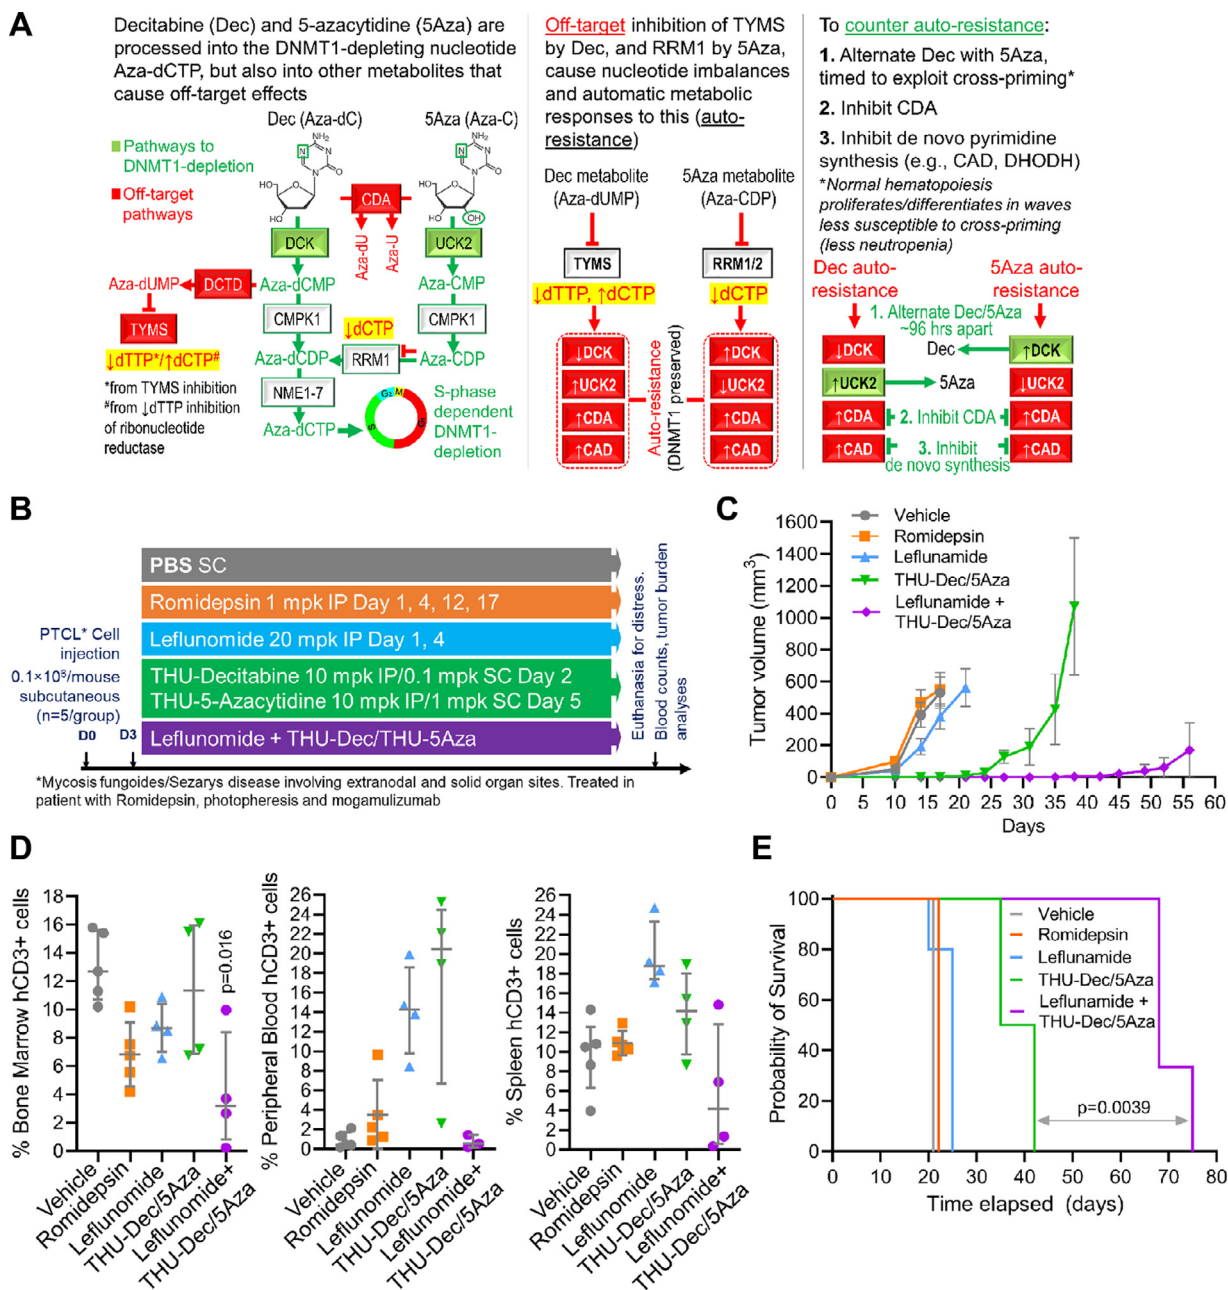 A
Decitabine (Dec) and 5-azacytidine (5Aza) are
processed into the DNMT1-depleting nucleotide
Aza-dCTP, but also into other metabolites that
cause off-target effects
Dec (Aza-dC)
5Aza (Aza-C)
Pathways to
DNMT1-depletion
Off-target
pathways
NH2
N
N
N
O
HO
O
HO
NH2
N
N
N
O
HO
O
HO
OH
CDA
Aza-dU
Aza-U
DCK
UCK2
Aza-dUMP
DCTD
Aza-dCMP
Aza-CMP
TYMS
CMPK1
CMPK1
↓dCTP
↓dTTP*/↑dCTP#
Aza-dCDP
RRM1
Aza-CDP
*from TYMS inhibition
#from ↓dTTP inhibition
of ribonucleotide
reductase
NME1-7
Aza-dCTP
G2
M
S
G1
S-phase
dependent
DNMT1-
depletion
Off-target inhibition of TYMS
by Dec, and RRM1 by 5Aza,
cause nucleotide imbalances
and automatic metabolic
responses to this (auto-
resistance)
Dec metabolite
(Aza-dUMP)
5Aza metabolite
(Aza-CDP)
TYMS
RRM1/2
↓dTTP, ↑dCTP
↓dCTP
↓DCK
↑UCK2
↑CDA
↑CAD
Auto-resistance
(DNMT1 preserved)
↑DCK
↓UCK2
↑CDA
↑CAD
To counter auto-resistance:
1. Alternate Dec with 5Aza,
timed to exploit cross-priming*
2. Inhibit CDA
3. Inhibit de novo pyrimidine
synthesis (e.g., CAD, DHODH)
*Normal hematopoiesis
proliferates/differentiates in waves
less susceptible to cross-priming
(less neutropenia)
Dec auto-
resistance
5Aza auto-
resistance
1. Alternate Dec/5Aza
~96 hrs apart
↓DCK
Dec
↑DCK
↑UCK2
5Aza
↓UCK2
↑CDA
2. Inhibit CDA
↑CDA
↑CAD
3. Inhibit
de novo synthesis
↑CAD
B
PBS SC
Romidepsin 1 mpk IP Day 1, 4, 12, 17
Leflunomide 20 mpk IP Day 1, 4
THU-Decitabine 10 mpk IP/0.1 mpk SC Day 2
THU-5-Azacytidine 10 mpk IP/1 mpk SC Day 5
Leflunomide + THU-Dec/THU-5Aza
PTCL* Cell
injection
0.1×10⁶/mouse
subcutaneous
(n=5/group)
D0
D3
Euthanasia for distress.
Blood counts, tumor burden
analyses
*Mycosis fungoides/Sezarys disease involving extranodal and solid organ sites. Treated in
patient with Romidepsin, photopheresis and mogamulizumab
C
Tumor volume (mm3)
1600
1400
1200
1000
800
600
400
200
0
0 5 10 15 20 25 30 35 40 45 50 55 60
Days
Vehicle
Romidepsin
Leflunamide
THU-Dec/5Aza
Leflunamide +
THU-Dec/5Aza
D
% Bone Marrow hCD3+ cells
18
16
14
12
10
8
6
4
2
0
p=0.016
Vehicle
Romidepsin
Leflunomide
THU-Dec/5Aza
Leflunomide+
THU-Dec/5Aza
% Peripheral Blood hCD3+ cells
26
24
22
20
18
16
14
12
10
8
6
4
2
0
Vehicle
Romidepsin
Leflunomide
THU-Dec/5Aza
Leflunomide+
THU-Dec/5Aza
% Spleen hCD3+ cells
26
24
22
20
18
16
14
12
10
8
6
4
2
0
Vehicle
Romidepsin
Leflunomide
THU-Dec/5Aza
Leflunomide+
THU-Dec/5Aza
E
Probability of Survival
100
80
60
40
20
0
0 10 20 30 40 50 60 70 80
Time elapsed (days)
Vehicle
Romidepsin
Leflunamide
THU-Dec/5Aza
Leflunamide +
THU-Dec/5Aza
p=0.0039